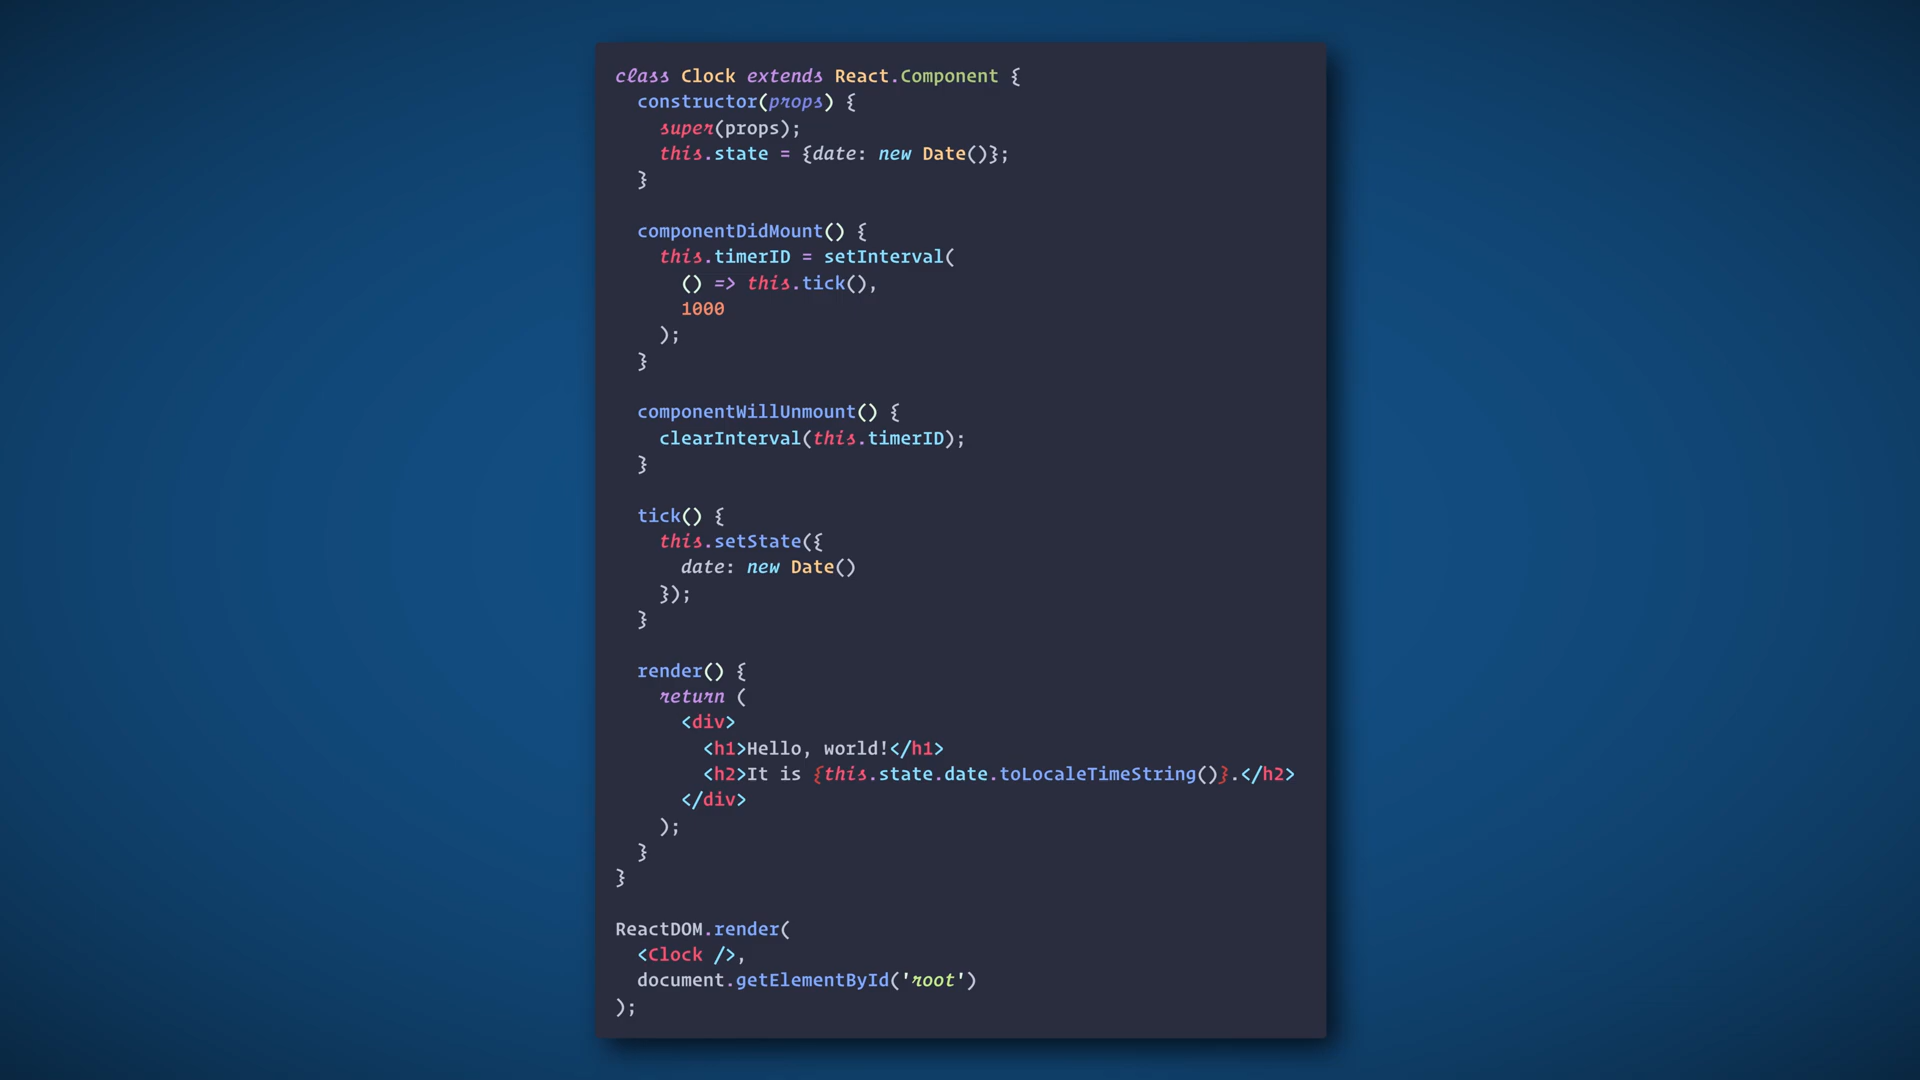 class Clock extends React.Component {
  constructor(props) {
    super(props);
    this.state = {date: new Date()};
  }

  componentDidMount() {
    this.timerID = setInterval(
      () => this.tick(),
      1000
    );
  }

  componentWillUnmount() {
    clearInterval(this.timerID);
  }

  tick() {
    this.setState({
      date: new Date()
    });
  }

  render() {
    return (
      <div>
        <h1>Hello, world!</h1>
        <h2>It is {this.state.date.toLocaleTimeString()}.</h2>
      </div>
    );
  }
}

ReactDOM.render(
  <Clock />,
  document.getElementById('root')
);